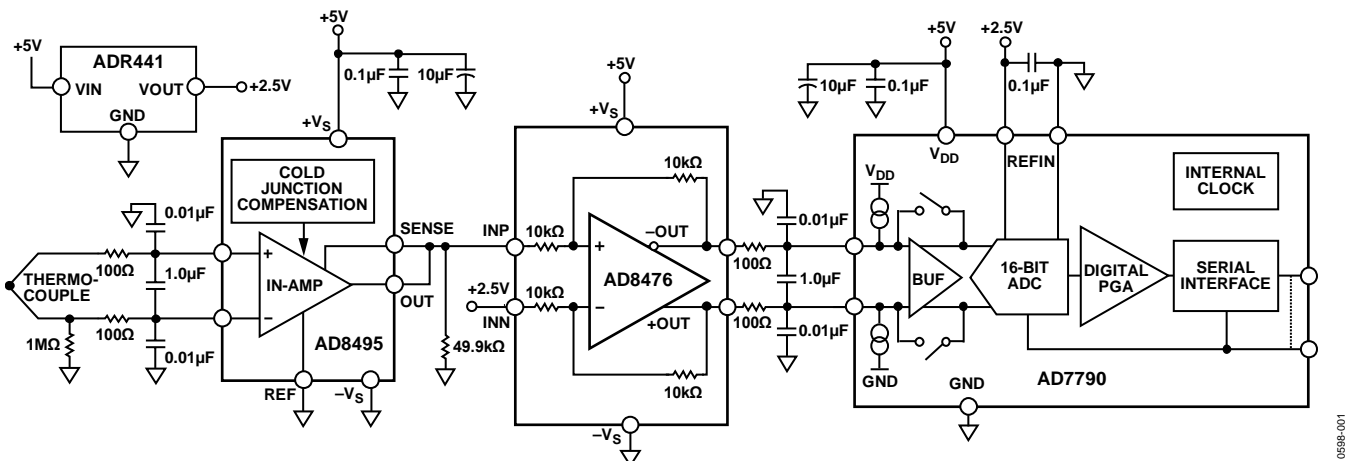 +5V
ADR441
VIN
VOUT
+2.5V
GND
+5V
0.1µF
10µF
+VS
COLD
JUNCTION
COMPENSATION
0.01µF
100Ω
THERMO-
COUPLE
1.0µF
100Ω
1MΩ
0.01µF
+
IN-AMP
–
SENSE
OUT
AD8495
REF
–VS
49.9kΩ
+5V
+VS
10kΩ
INP
10kΩ
+
–OUT
AD8476
+2.5V
INN
10kΩ
–
+OUT
10kΩ
–VS
100Ω
0.01µF
1.0µF
100Ω
0.01µF
+5V
+2.5V
10µF
0.1µF
0.1µF
VDD
REFIN
INTERNAL
CLOCK
VDD
BUF
16-BIT
ADC
DIGITAL
PGA
SERIAL
INTERFACE
GND
GND
AD7790
0598-001